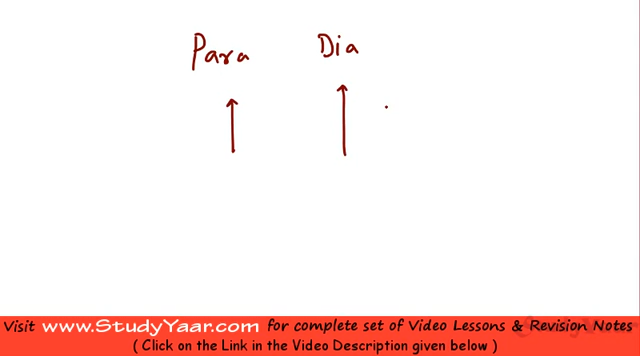 Para Dia
Visit www.StudyYaar.com for complete set of Video Lessons & Revision Notes
( Click on the Link in the Video Description given below )